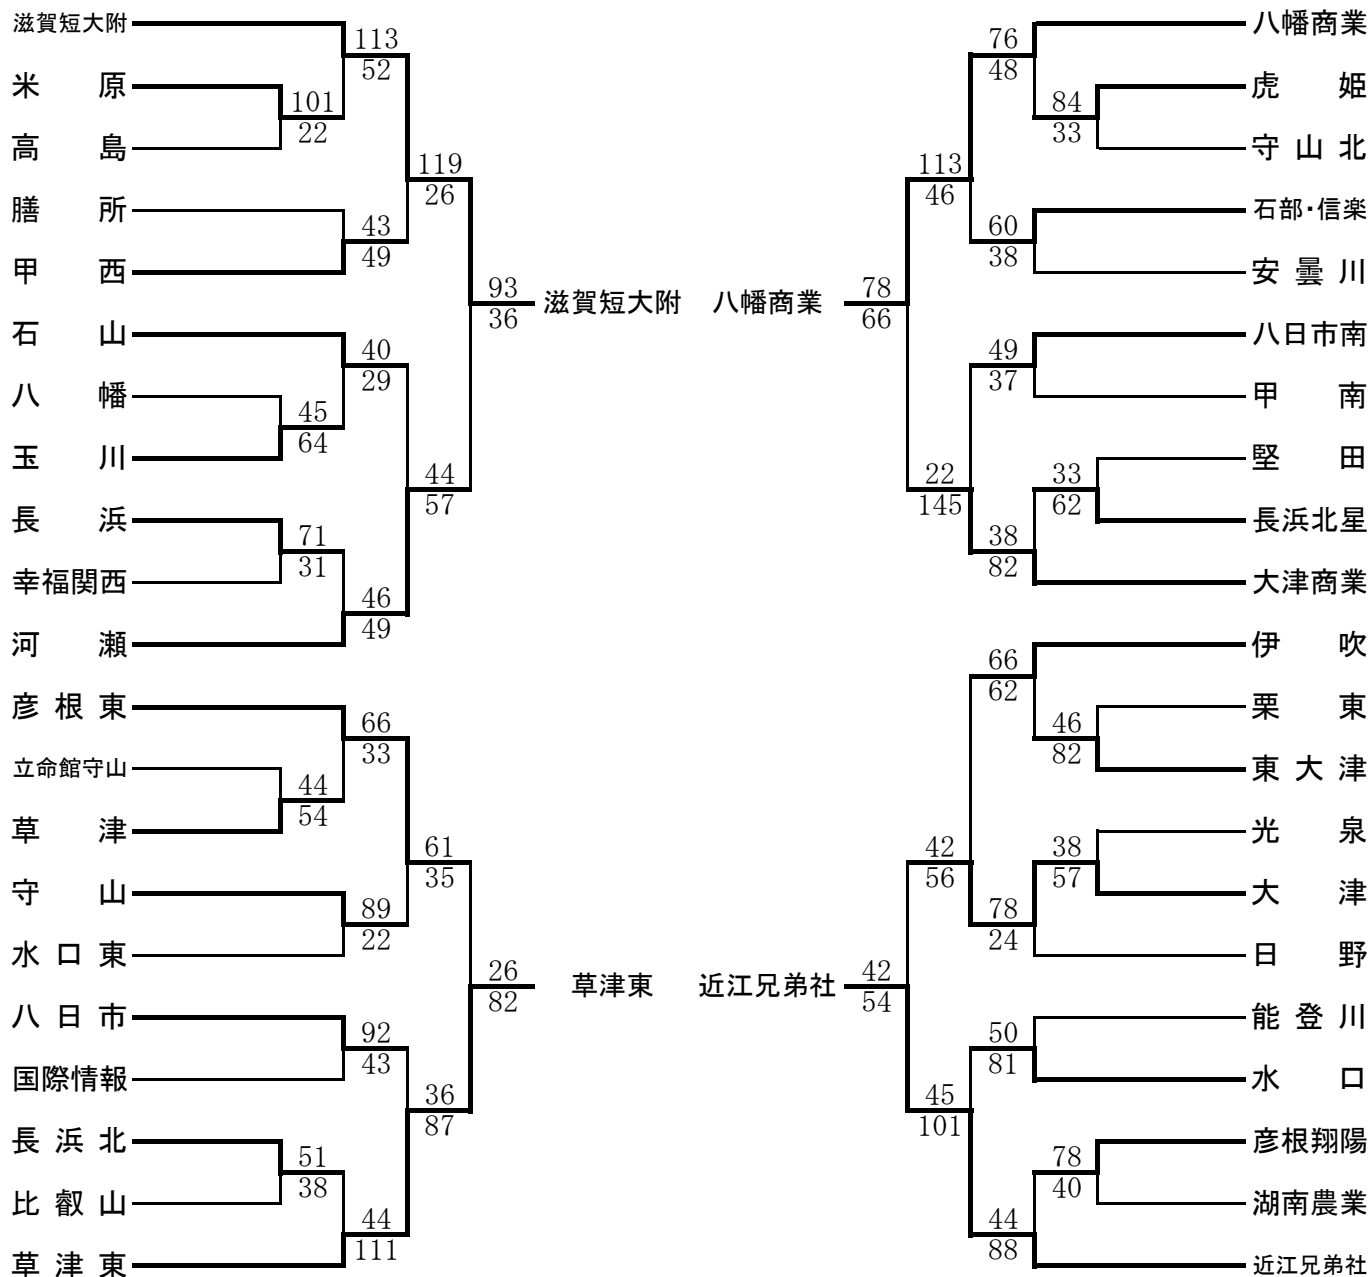 滋賀短大附
113
52
米原
101
22
高島
119
26
膳所
43
49
甲西
93
36
滋賀短大附
石山
40
29
八幡
45
64
玉川
44
57
長浜
71
31
幸福関西
46
49
河瀬
彦根東
66
33
立命館守山
44
54
草津
61
35
守山
89
22
水口東
26
82
草津東
八日市
92
43
国際情報
36
87
長浜北
51
38
比叡山
44
111
草津東
八幡商業
76
48
虎姫
84
33
守山北
113
46
石部・信楽
60
38
安曇川
八幡商業
78
66
八日市南
49
37
甲南
堅田
33
62
長浜北星
22
145
38
82
大津商業
伊吹
66
62
栗東
46
82
東大津
光泉
38
57
大津
42
56
78
24
日野
近江兄弟社
42
54
能登川
50
81
水口
45
101
彦根翔陽
78
40
湖南農業
44
88
近江兄弟社